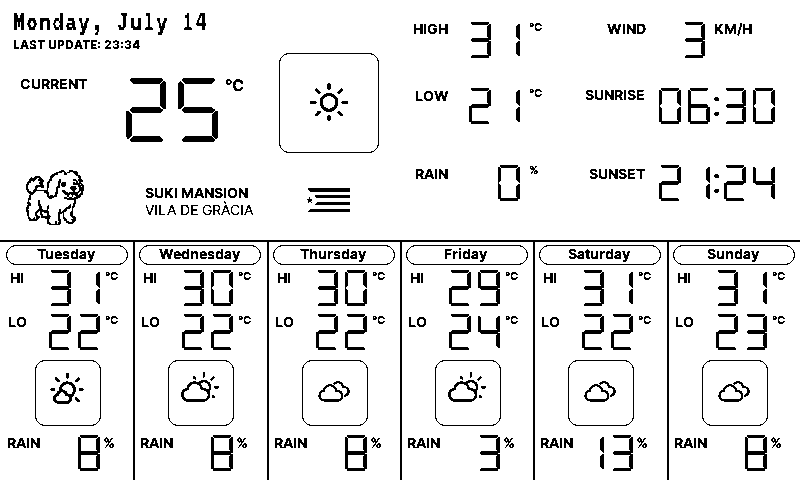 Monday, July 14
LAST UPDATE: 23:34
CURRENT 25 °C
SUKI MANSION
VILA DE GRÀCIA
HIGH 31 °C
LOW 21 °C
RAIN 0 %
WIND 3 KM/H
SUNRISE 06:30
SUNSET 21:24
Tuesday
HI 31 °C
LO 22 °C
RAIN 8 %
Wednesday
HI 30 °C
LO 22 °C
RAIN 8 %
Thursday
HI 30 °C
LO 22 °C
RAIN 8 %
Friday
HI 29 °C
LO 24 °C
RAIN 3 %
Saturday
HI 31 °C
LO 22 °C
RAIN 13 %
Sunday
HI 31 °C
LO 23 °C
RAIN 8 %